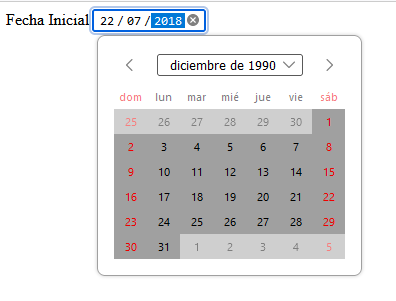 Fecha Inicial 22 / 07 / 2018
diciembre de 1990
dom lun mar mié jue vie sáb
25 26 27 28 29 30 1
2 3 4 5 6 7 8
9 10 11 12 13 14 15
16 17 18 19 20 21 22
23 24 25 26 27 28 29
30 31 1 2 3 4 5